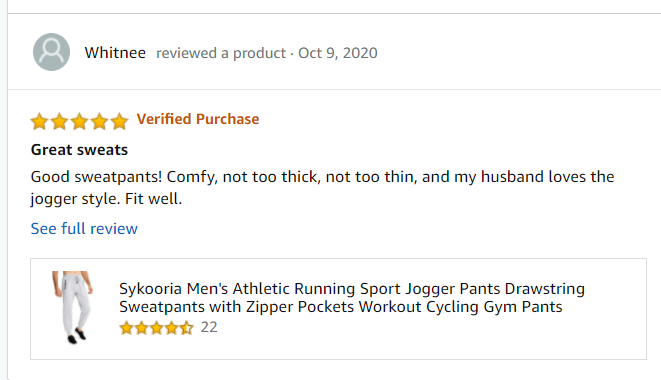 Whitnee reviewed a product · Oct 9, 2020
Verified Purchase
Great sweats
Good sweatpants! Comfy, not too thick, not too thin, and my husband loves the
jogger style. Fit well.
See full review
Sykooria Men's Athletic Running Sport Jogger Pants Drawstring
Sweatpants with Zipper Pockets Workout Cycling Gym Pants
22